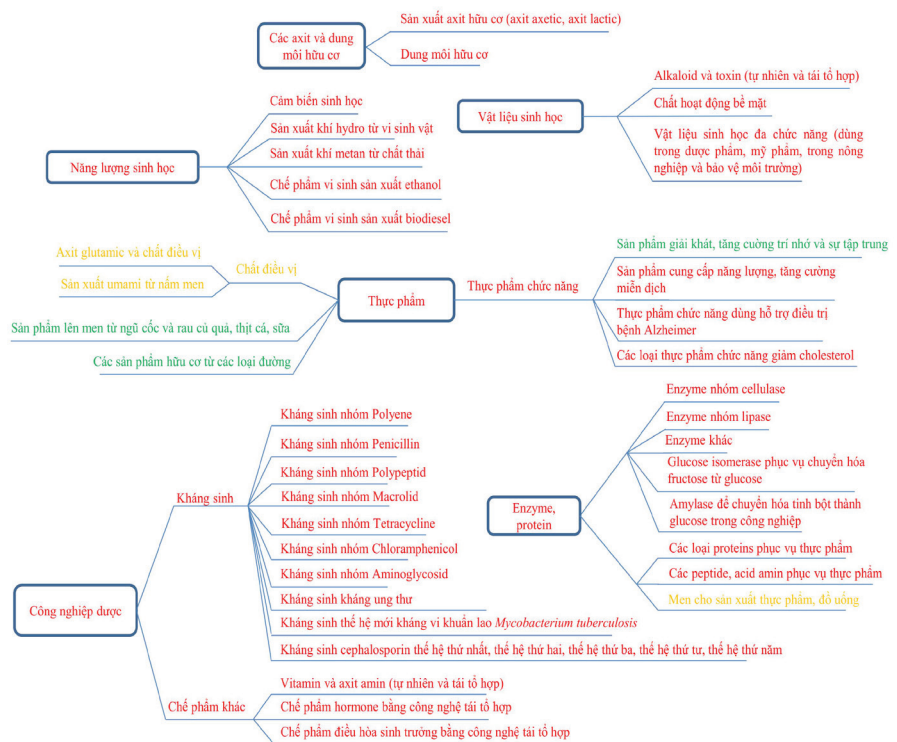 Các axit và dung
môi hữu cơ
Sản xuất axit hữu cơ (axit axetic, axit lactic)
Dung môi hữu cơ
Vật liệu sinh học
Alkaloid và toxin (tự nhiên và tái tổ hợp)
Chất hoạt động bề mặt
Vật liệu sinh học đa chức năng (dùng
trong dược phẩm, mỹ phẩm, trong nông
nghiệp và bảo vệ môi trường)
Năng lượng sinh học
Cảm biến sinh học
Sản xuất khí hydro từ vi sinh vật
Sản xuất khí metan từ chất thải
Chế phẩm vi sinh sản xuất ethanol
Chế phẩm vi sinh sản xuất biodiesel
Axit glutamic và chất điều vị
Sản xuất umami từ nấm men
Chất điều vị
Sản phẩm lên men từ ngũ cốc và rau củ quả, thịt cá, sữa
Các sản phẩm hữu cơ từ các loại đường
Thực phẩm
Thực phẩm chức năng
Sản phẩm giải khát, tăng cuờng trí nhớ và sự tập trung
Sản phẩm cung cấp năng lượng, tăng cường
miễn dịch
Thực phẩm chức năng dùng hỗ trợ điều trị
bệnh Alzheimer
Các loại thực phẩm chức năng giảm cholesterol
Công nghiệp dược
Kháng sinh
Kháng sinh nhóm Polyene
Kháng sinh nhóm Penicillin
Kháng sinh nhóm Polypeptid
Kháng sinh nhóm Macrolid
Kháng sinh nhóm Tetracycline
Kháng sinh nhóm Chloramphenicol
Kháng sinh nhóm Aminoglycosid
Kháng sinh kháng ung thư
Kháng sinh thế hệ mới kháng vi khuẩn lao Mycobacterium tuberculosis
Kháng sinh cephalosporin thế hệ thứ nhất, thế hệ thứ hai, thế hệ thứ ba, thế hệ thứ tư, thế hệ thứ năm
Chế phẩm khác
Vitamin và axit amin (tự nhiên và tái tổ hợp)
Chế phẩm hormone bằng công nghệ tái tổ hợp
Chế phẩm điều hòa sinh trưởng bằng công nghệ tái tổ hợp
Enzyme,
protein
Enzyme nhóm cellulase
Enzyme nhóm lipase
Enzyme khác
Glucose isomerase phục vụ chuyển hóa
fructose từ glucose
Amylase để chuyển hóa tinh bột thành
glucose trong công nghiệp
Các loại proteins phục vụ thực phẩm
Các peptide, acid amin phục vụ thực phẩm
Men cho sản xuất thực phẩm, đồ uống